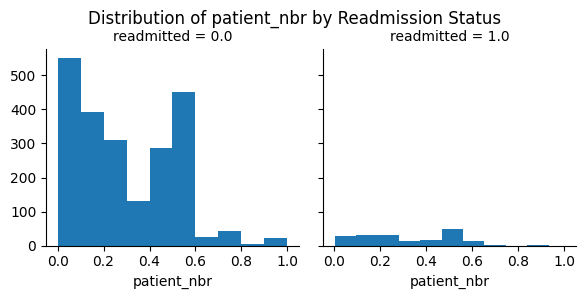 Distribution of patient_nbr by Readmission Status
readmitted = 0.0
readmitted = 1.0
500
400
300
200
100
0
0.0 0.2 0.4 0.6 0.8 1.0
0.0 0.2 0.4 0.6 0.8 1.0
patient_nbr
patient_nbr